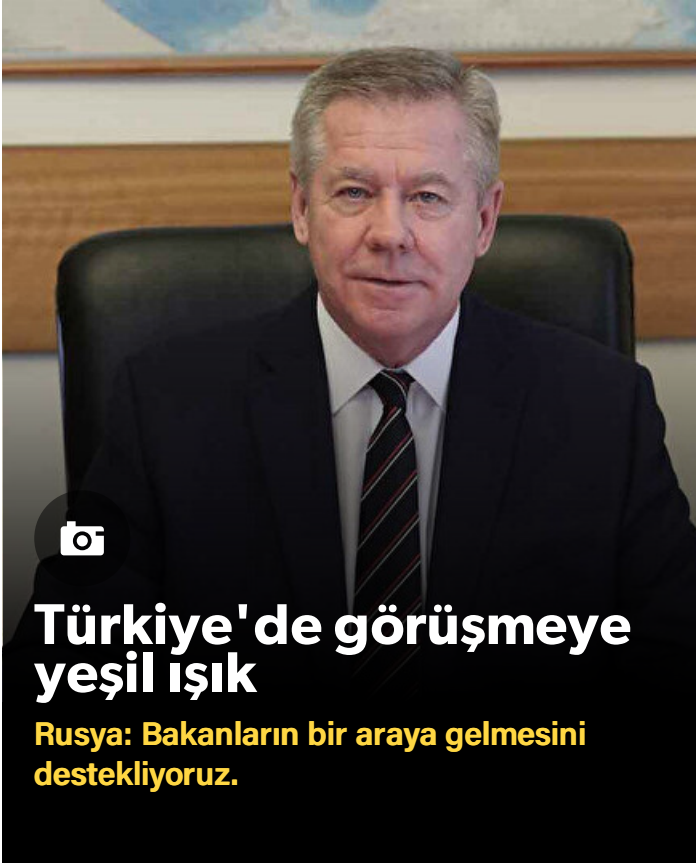 Türkiye'de görüşmeye
yeşil ışık
Rusya: Bakanların bir araya gelmesini
destekliyoruz.